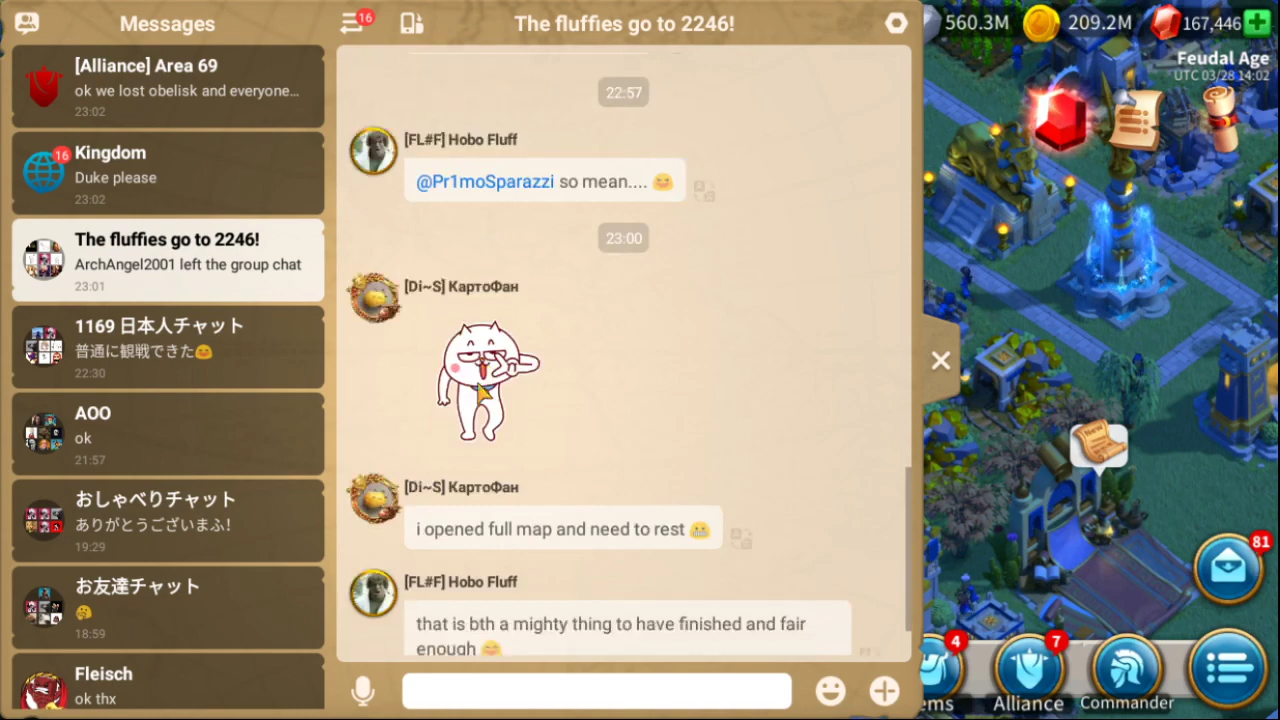 Messages
[Alliance] Area 69
ok we lost obelisk and everyone…
23:02
16
Kingdom
Duke please
23:02
The fluffies go to 2246!
ArchAngel2001 left the group chat
23:01
1169 日本人チャット
普通に観戦できた😆
22:30
AOO
ok
21:57
おしゃべりチャット
ありがとうございまふ!
19:29
お友達チャット
🤔
18:59
Fleisch
ok thx
16
The fluffies go to 2246!
22:57
[FL#F] Hobo Fluff
@Pr1moSparazzi so mean.... 😆
23:00
[Di~S] КартоФан
[Di~S] КартоФан
i opened full map and need to rest 😬
[FL#F] Hobo Fluff
that is bth a mighty thing to have finished and fair
enough 😄
560.3M
209.2M
167,446
Feudal Age
UTC 03/28 14:02
New
81
4
7
ems
Alliance
Commander